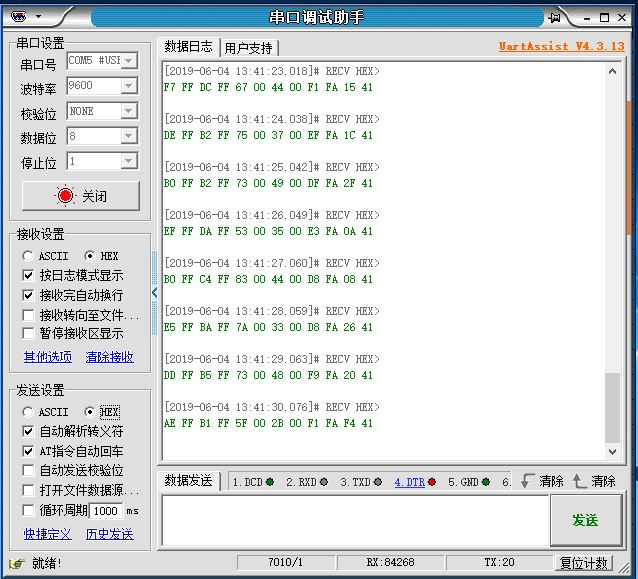 串口调试助手
串口设置
串口号 COM5 #USI
波特率 9600
校验位 NONE
数据位 8
停止位 1
关闭
接收设置
ASCII HEX
按日志模式显示
接收完自动换行
接收转向至文件...
暂停接收区显示
其他选项 清除接收
发送设置
ASCII HEX
自动解析转义符
AT指令自动回车
自动发送校验位
打开文件数据源...
循环周期 1000 ms
快捷定义 历史发送
数据日志 用户支持 UartAssist V4.3.13
[2019-06-04 13:41:23.018]# RECV HEX>
F7 FF DC FF 67 00 44 00 F1 FA 15 41
[2019-06-04 13:41:24.038]# RECV HEX>
DE FF B2 FF 75 00 37 00 EF FA 1C 41
[2019-06-04 13:41:25.042]# RECV HEX>
B0 FF B2 FF 73 00 49 00 DF FA 2F 41
[2019-06-04 13:41:26.049]# RECV HEX>
EF FF DA FF 53 00 35 00 E3 FA 0A 41
[2019-06-04 13:41:27.060]# RECV HEX>
B0 FF C4 FF 83 00 44 00 D8 FA 08 41
[2019-06-04 13:41:28.059]# RECV HEX>
E5 FF BA FF 7A 00 33 00 D8 FA 26 41
[2019-06-04 13:41:29.063]# RECV HEX>
DD FF B5 FF 73 00 48 00 F9 FA 20 41
[2019-06-04 13:41:30.076]# RECV HEX>
AE FF B1 FF 5F 00 2B 00 F1 FA F4 41
数据发送 1.DCD 2.RXD 3.TXD 4.DTR 5.GND 6. 清除 清除
发送
就绪! 7010/1 RX:84268 TX:20 复位计数